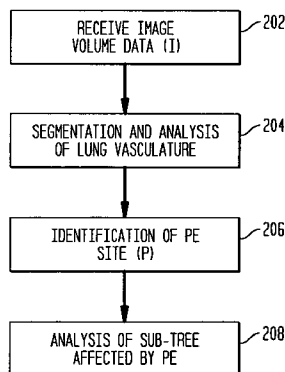 RECEIVE IMAGE
VOLUME DATA (I)
202
SEGMENTATION AND ANALYSIS
OF LUNG VASCULATURE
204
IDENTIFICATION OF PE
SITE (P)
206
ANALYSIS OF SUB-TREE
AFFECTED BY PE
208